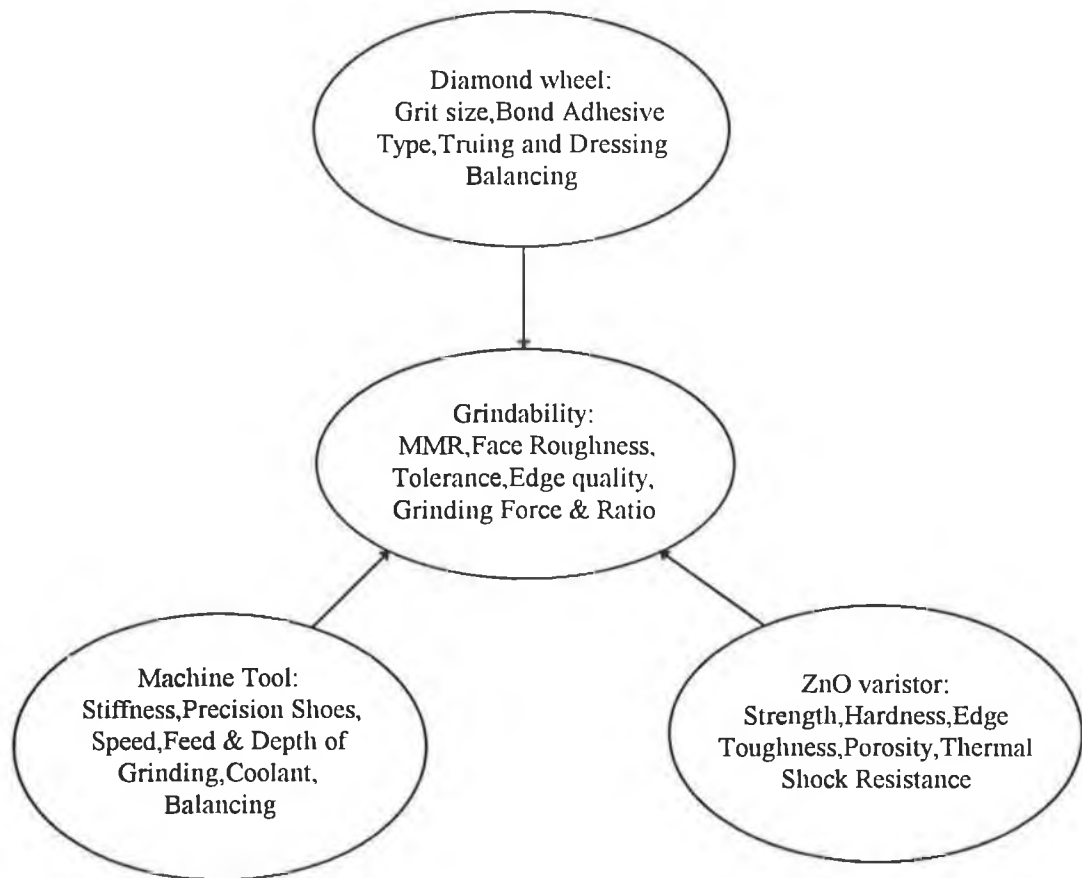 Diamond wheel:
Grit size,Bond Adhesive
Type,Truing and Dressing
Balancing
Grindability:
MMR,Face Roughness,
Tolerance,Edge quality,
Grinding Force & Ratio
Machine Tool:
Stiffness,Precision Shoes,
Speed,Feed & Depth of
Grinding,Coolant,
Balancing
ZnO varistor:
Strength,Hardness,Edge
Toughness,Porosity,Thermal
Shock Resistance